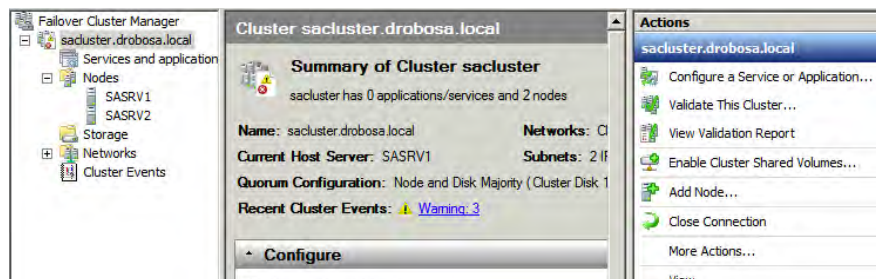 Failover Cluster Manager
sacluster.drobosa.local
Services and application
Nodes
SASRV1
SASRV2
Storage
Networks
Cluster Events
Cluster sacluster.drobosa.local
Summary of Cluster sacluster
sacluster has 0 applications/services and 2 nodes
Name: sacluster.drobosa.local Networks: Cl
Current Host Server: SASRV1 Subnets: 2 IF
Quorum Configuration: Node and Disk Majority (Cluster Disk 1
Recent Cluster Events: Warning: 3
Configure
Actions
sacluster.drobosa.local
Configure a Service or Application...
Validate This Cluster...
View Validation Report
Enable Cluster Shared Volumes...
Add Node...
Close Connection
More Actions...